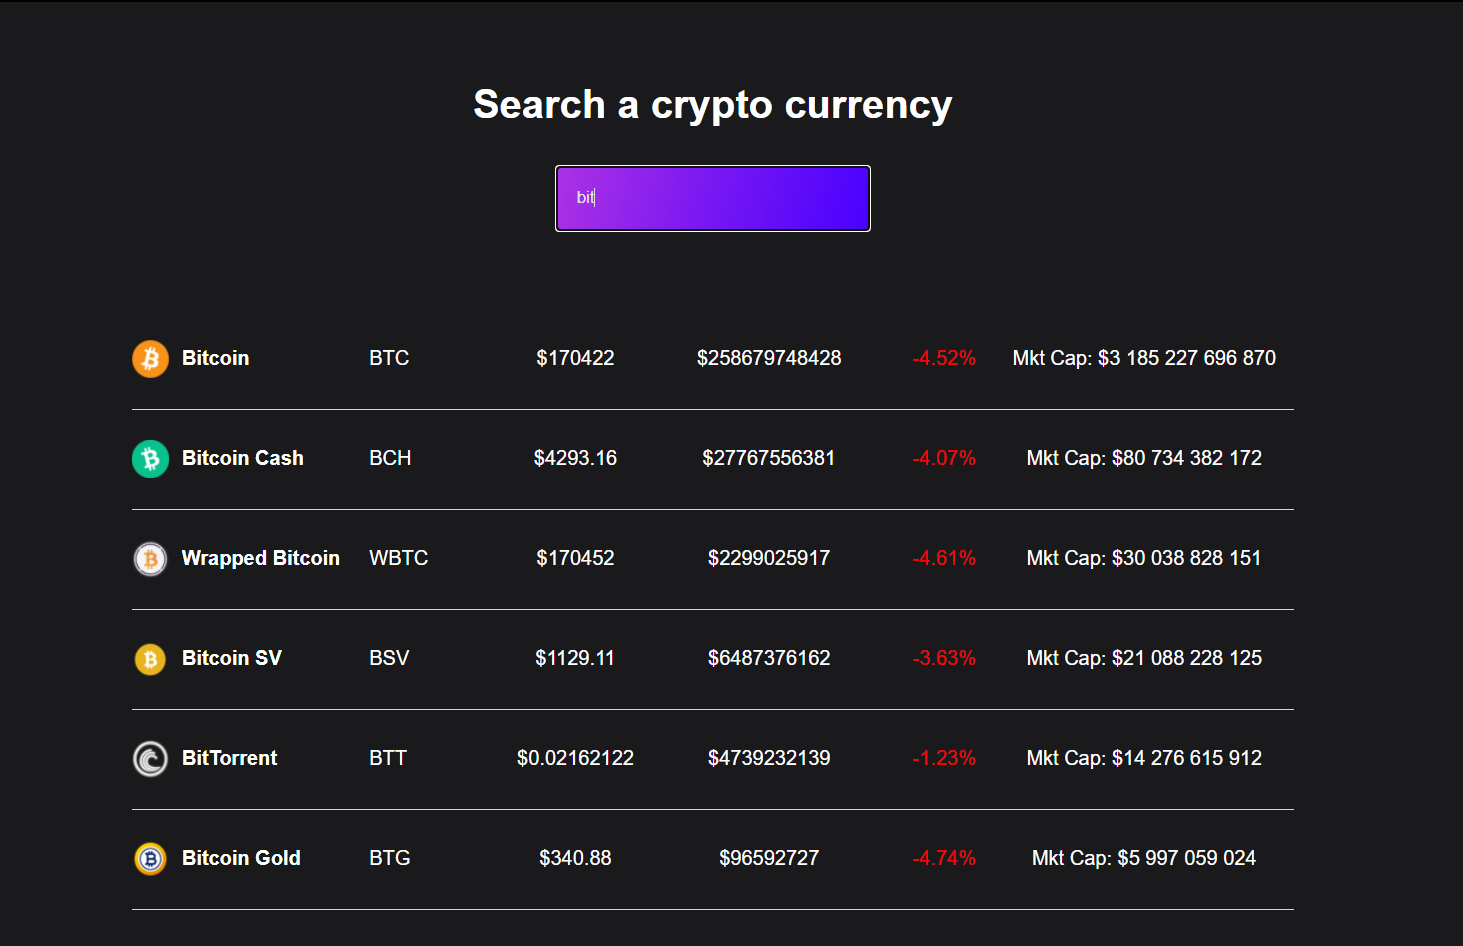 Search a crypto currency
bit
Bitcoin BTC $170422 $258679748428 -4.52% Mkt Cap: $3 185 227 696 870
Bitcoin Cash BCH $4293.16 $27767556381 -4.07% Mkt Cap: $80 734 382 172
Wrapped Bitcoin WBTC $170452 $2299025917 -4.61% Mkt Cap: $30 038 828 151
Bitcoin SV BSV $1129.11 $6487376162 -3.63% Mkt Cap: $21 088 228 125
BitTorrent BTT $0.02162122 $4739232139 -1.23% Mkt Cap: $14 276 615 912
Bitcoin Gold BTG $340.88 $96592727 -4.74% Mkt Cap: $5 997 059 024